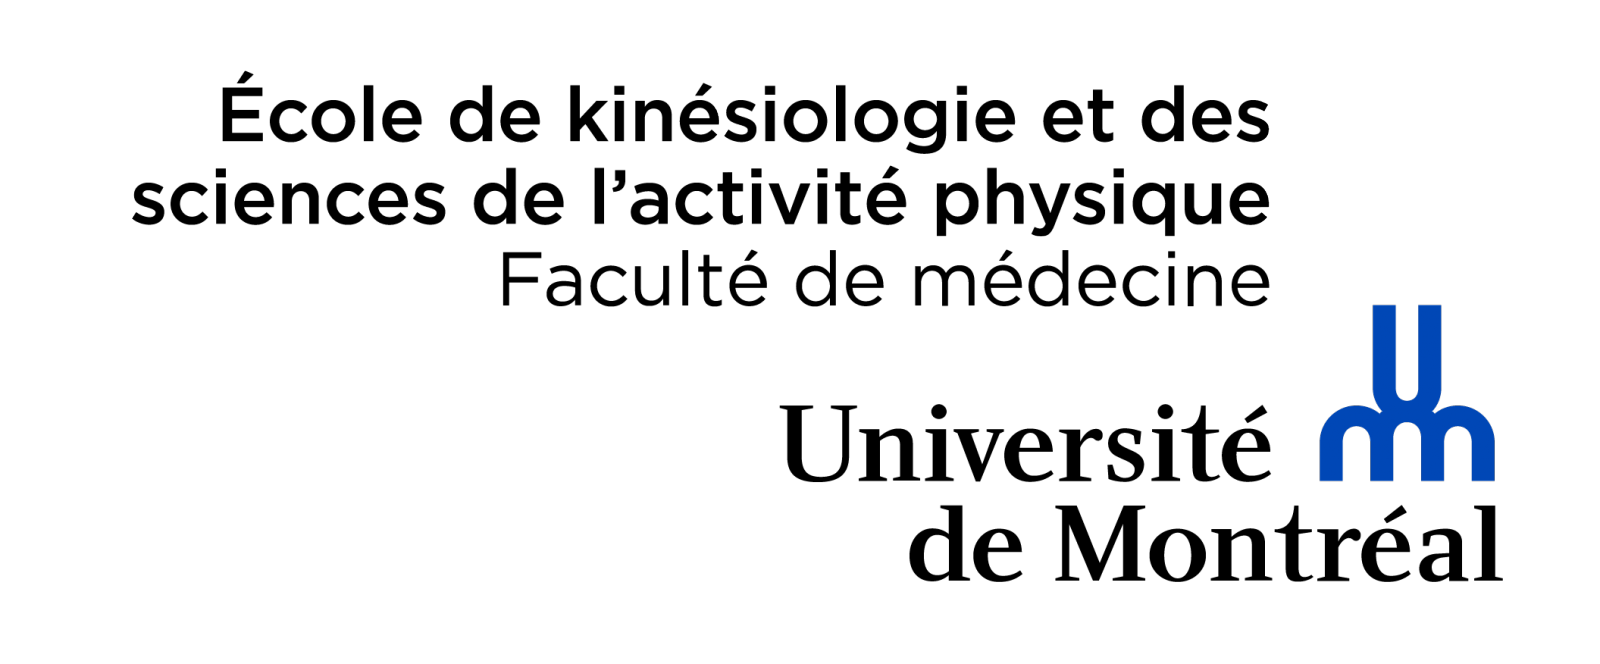 École de kinésiologie et des
sciences de l’activité physique
Faculté de médecine
Université
de Montréal